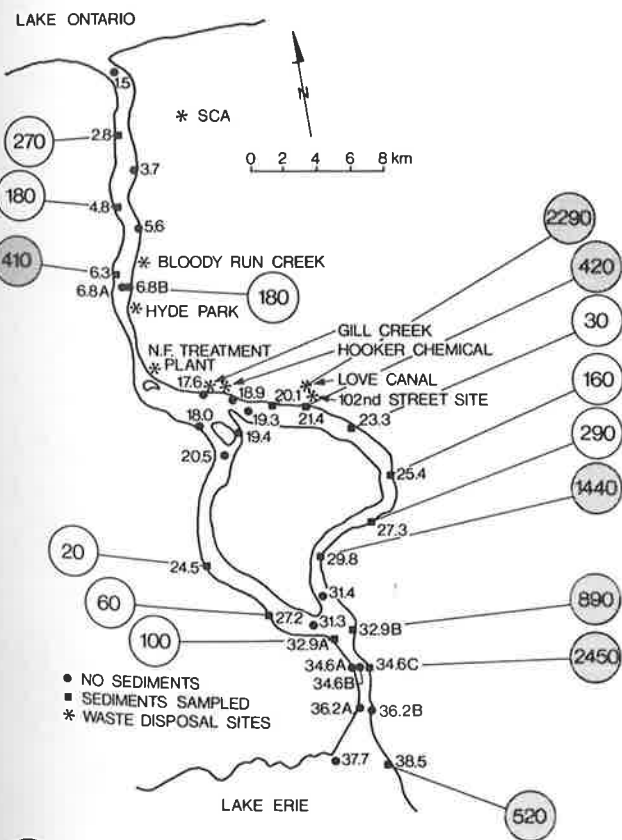 LAKE ONTARIO
1.5
* SCA
N
0 2 4 6 8 km
270
2.8
3.7
180
4.8
5.6
2290
* BLOODY RUN CREEK
410
6.3
420
6.8A
6.8B
180
* HYDE PARK
30
GILL CREEK
HOOKER CHEMICAL
N.F. TREATMENT
* PLANT
LOVE CANAL
102nd STREET SITE
160
17.6
18.9
20.1
21.4
19.3
23.3
18.0
19.4
290
20.5
25.4
1440
27.3
20
29.8
24.5
31.4
60
27.2
31.3
32.9B
890
100
32.9A
34.6A
34.6C
2450
34.6B
● NO SEDIMENTS
■ SEDIMENTS SAMPLED
* WASTE DISPOSAL SITES
36.2A
36.2B
37.7
38.5
LAKE ERIE
520